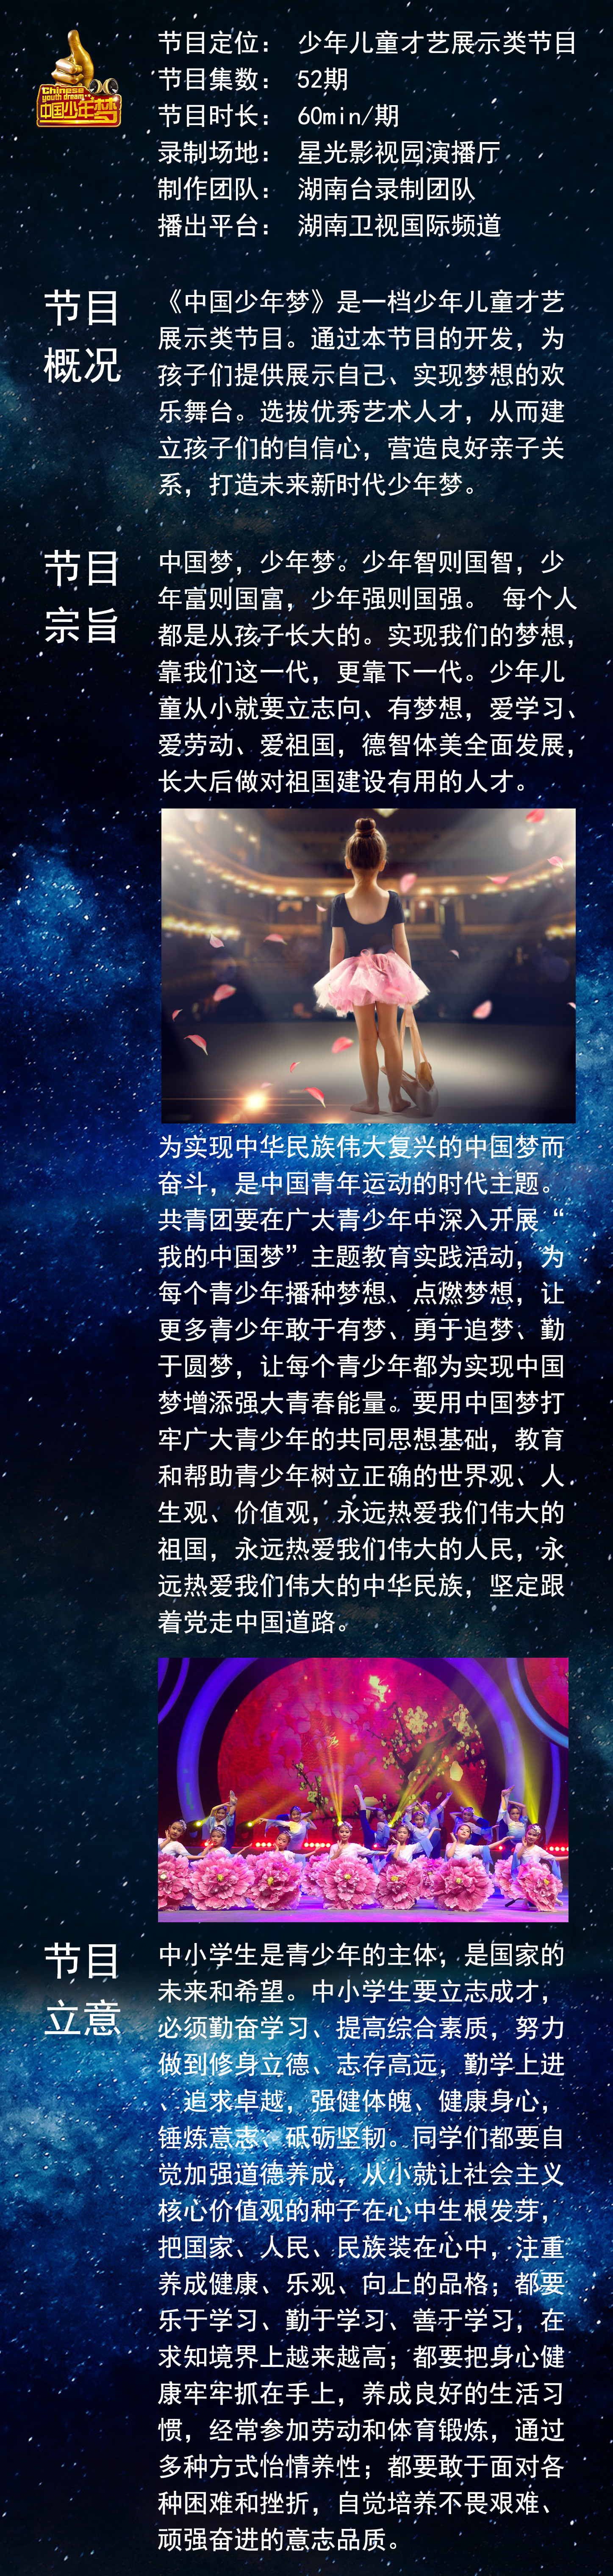 Chinese
youth dream
中国少年梦
节目定位： 少年儿童才艺展示类节目
节目集数： 52期
节目时长： 60min/期
录制场地： 星光影视园演播厅
制作团队： 湖南台录制团队
播出平台： 湖南卫视国际频道
节目
概况
《中国少年梦》是一档少年儿童才艺
展示类节目。通过本节目的开发，为
孩子们提供展示自己、实现梦想的欢
乐舞台。选拔优秀艺术人才，从而建
立孩子们的自信心，营造良好亲子关
系，打造未来新时代少年梦。
节目
宗旨
中国梦，少年梦。少年智则国智，少
年富则国富，少年强则国强。 每个人
都是从孩子长大的。实现我们的梦想，
靠我们这一代，更靠下一代。少年儿
童从小就要立志向、有梦想，爱学习、
爱劳动、爱祖国，德智体美全面发展，
长大后做对祖国建设有用的人才。
为实现中华民族伟大复兴的中国梦而
奋斗，是中国青年运动的时代主题。
共青团要在广大青少年中深入开展“
我的中国梦”主题教育实践活动，为
每个青少年播种梦想、点燃梦想，让
更多青少年敢于有梦、勇于追梦、勤
于圆梦，让每个青少年都为实现中国
梦增添强大青春能量。要用中国梦打
牢广大青少年的共同思想基础，教育
和帮助青少年树立正确的世界观、人
生观、价值观，永远热爱我们伟大的
祖国，永远热爱我们伟大的人民，永
远热爱我们伟大的中华民族，坚定跟
着党走中国道路。
节目
立意
中小学生是青少年的主体，是国家的
未来和希望。中小学生要立志成才，
必须勤奋学习、提高综合素质，努力
做到修身立德、志存高远，勤学上进
、追求卓越，强健体魄、健康身心，
锤炼意志、砥砺坚韧。同学们都要自
觉加强道德养成，从小就让社会主义
核心价值观的种子在心中生根发芽，
把国家、人民、民族装在心中，注重
养成健康、乐观、向上的品格；都要
乐于学习、勤于学习、善于学习，在
求知境界上越来越高；都要把身心健
康牢牢抓在手上，养成良好的生活习
惯，经常参加劳动和体育锻炼，通过
多种方式怡情养性；都要敢于面对各
种困难和挫折，自觉培养不畏艰难、
顽强奋进的意志品质。